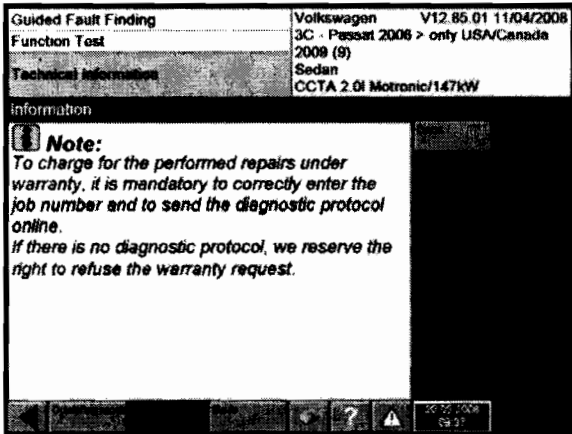 Guided Fault Finding
Function Test
Technical Information
Volkswagen V12.85.01 11/04/2008
3C - Passat 2006 > only USA/Canada
2009 (9)
Sedan
CCTA 2.0l Motronic/147kW
Information
Note:
To charge for the performed repairs under
warranty, it is mandatory to correctly enter the
job number and to send the diagnostic protocol
online.
If there is no diagnostic protocol, we reserve the
right to refuse the warranty request.
?